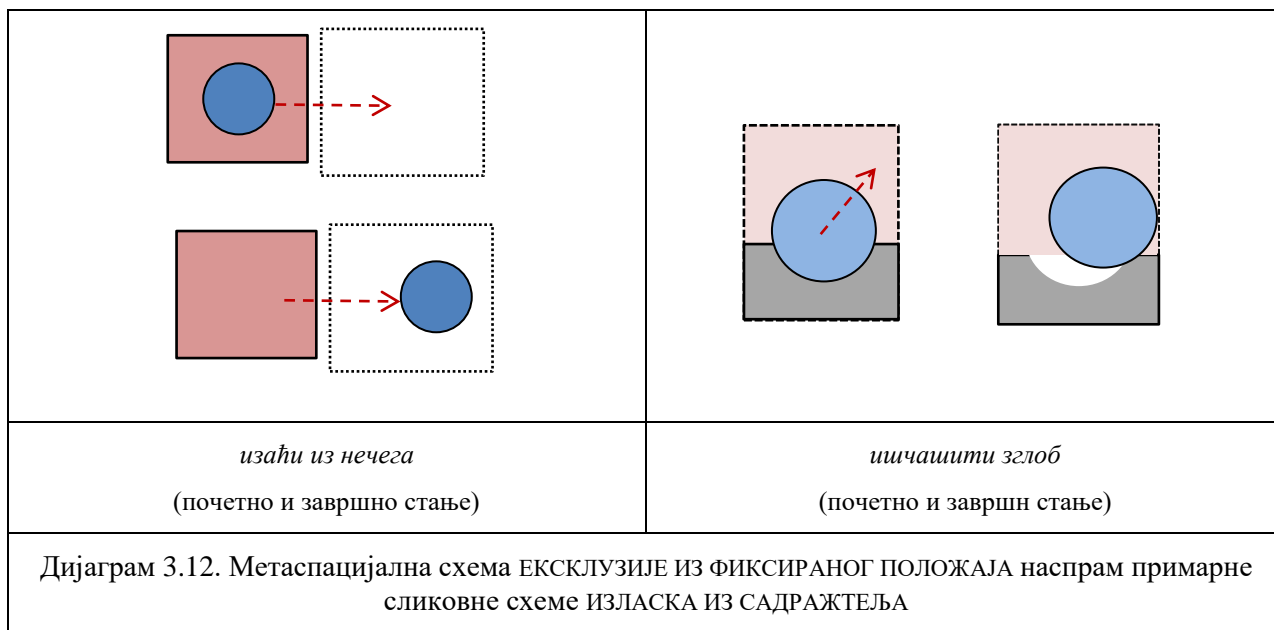 изаћи из нечега
(почетно и завршно стање)
ишчашити зглоб
(почетно и завршн стање)
Дијаграм 3.12. Метаспацијална схема ЕКСКЛУЗИЈЕ ИЗ ФИКСИРАНОГ ПОЛОЖАЈА наспрам примарне
сликовне схеме ИЗЛАСКА ИЗ САДРАЖТЕЉА